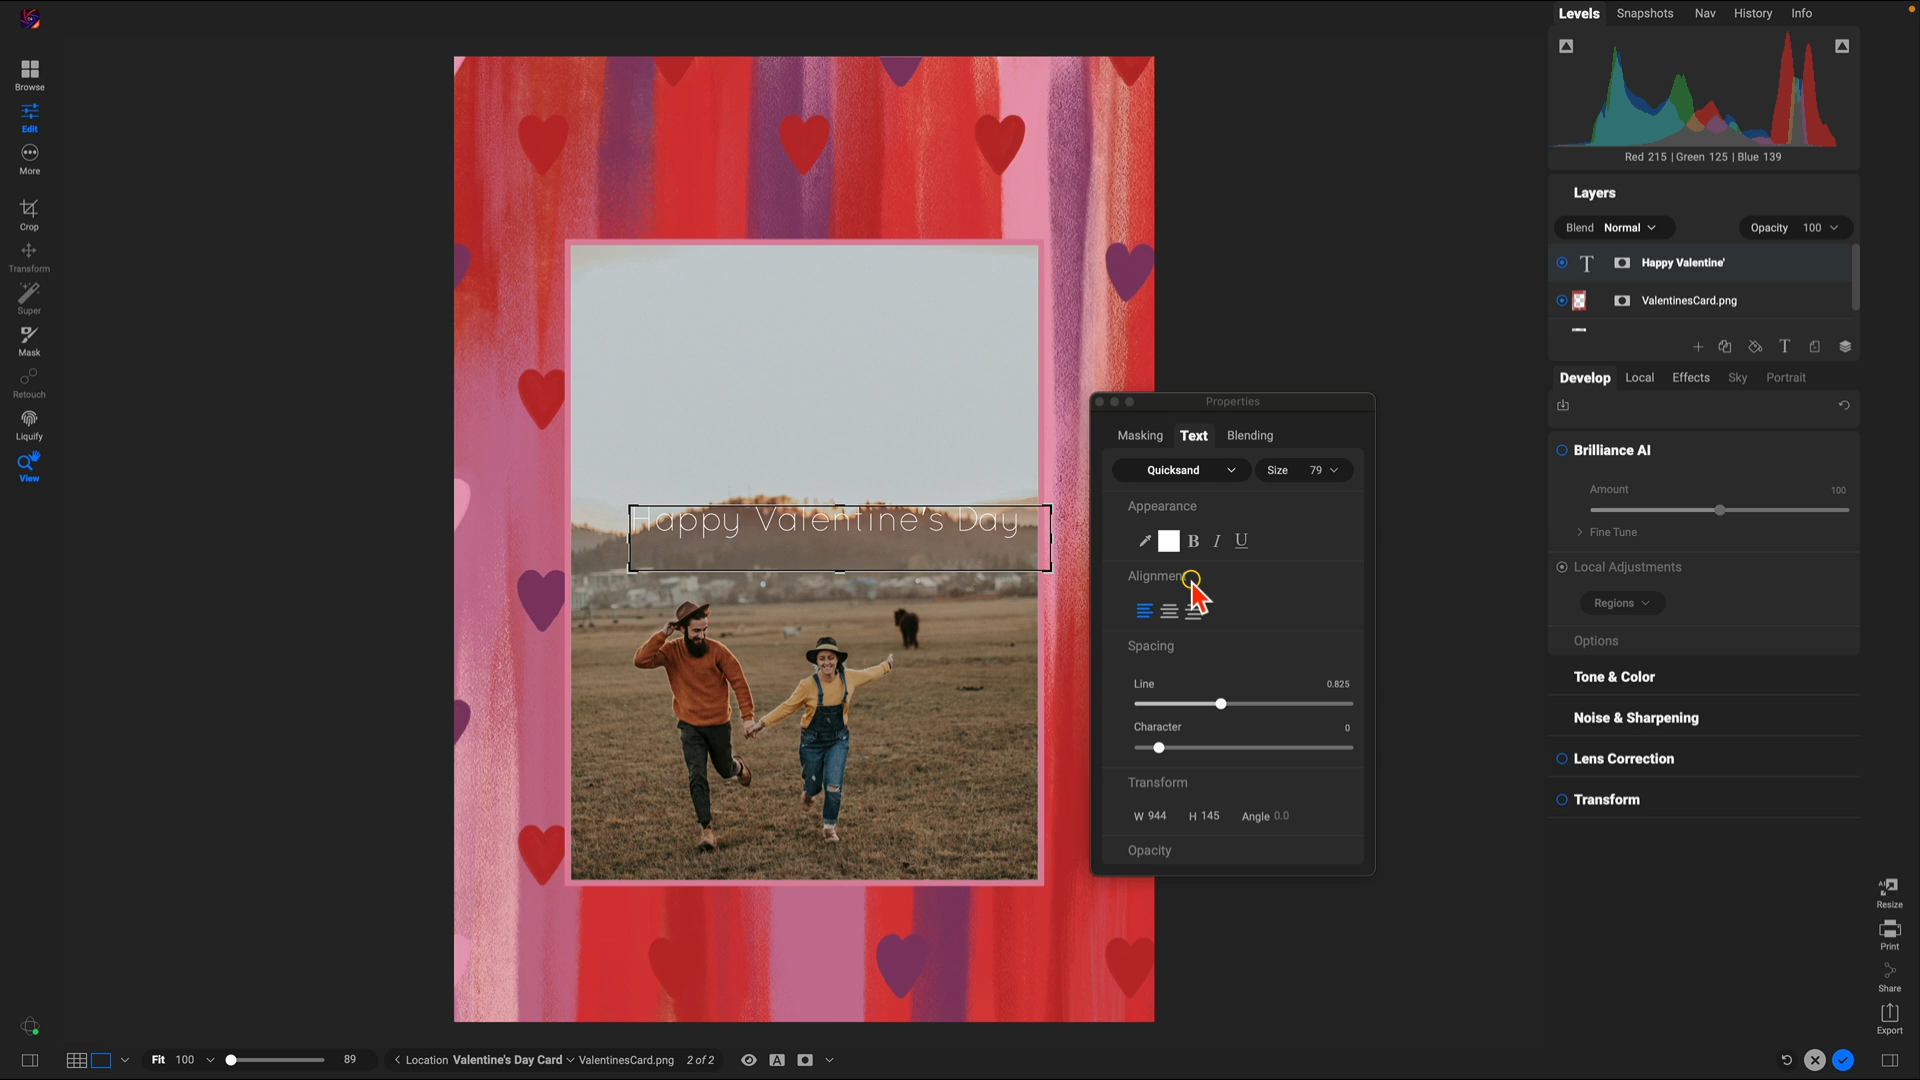 Levels Snapshots Nav History Info
Browse
Edit
More
Crop
Transform
Super
Mask
Retouch
Liquify
View
Red 215 | Green 125 | Blue 139
Layers
Blend Normal Opacity 100
T Happy Valentine'
ValentinesCard.png
T
Develop Local Effects Sky Portrait
Brilliance AI
Amount 100
Fine Tune
Local Adjustments
Regions
Options
Tone & Color
Noise & Sharpening
Lens Correction
Transform
Happy Valentine's Day
Properties
Masking Text Blending
Quicksand Size 79
Appearance
B I U
Alignment
Spacing
Line 0.825
Character 0
Transform
W 944 H 145 Angle 0.0
Opacity
AI
Resize
Print
Share
Export
Fit 100 89 < Location Valentine's Day Card ValentinesCard.png 2 of 2 A